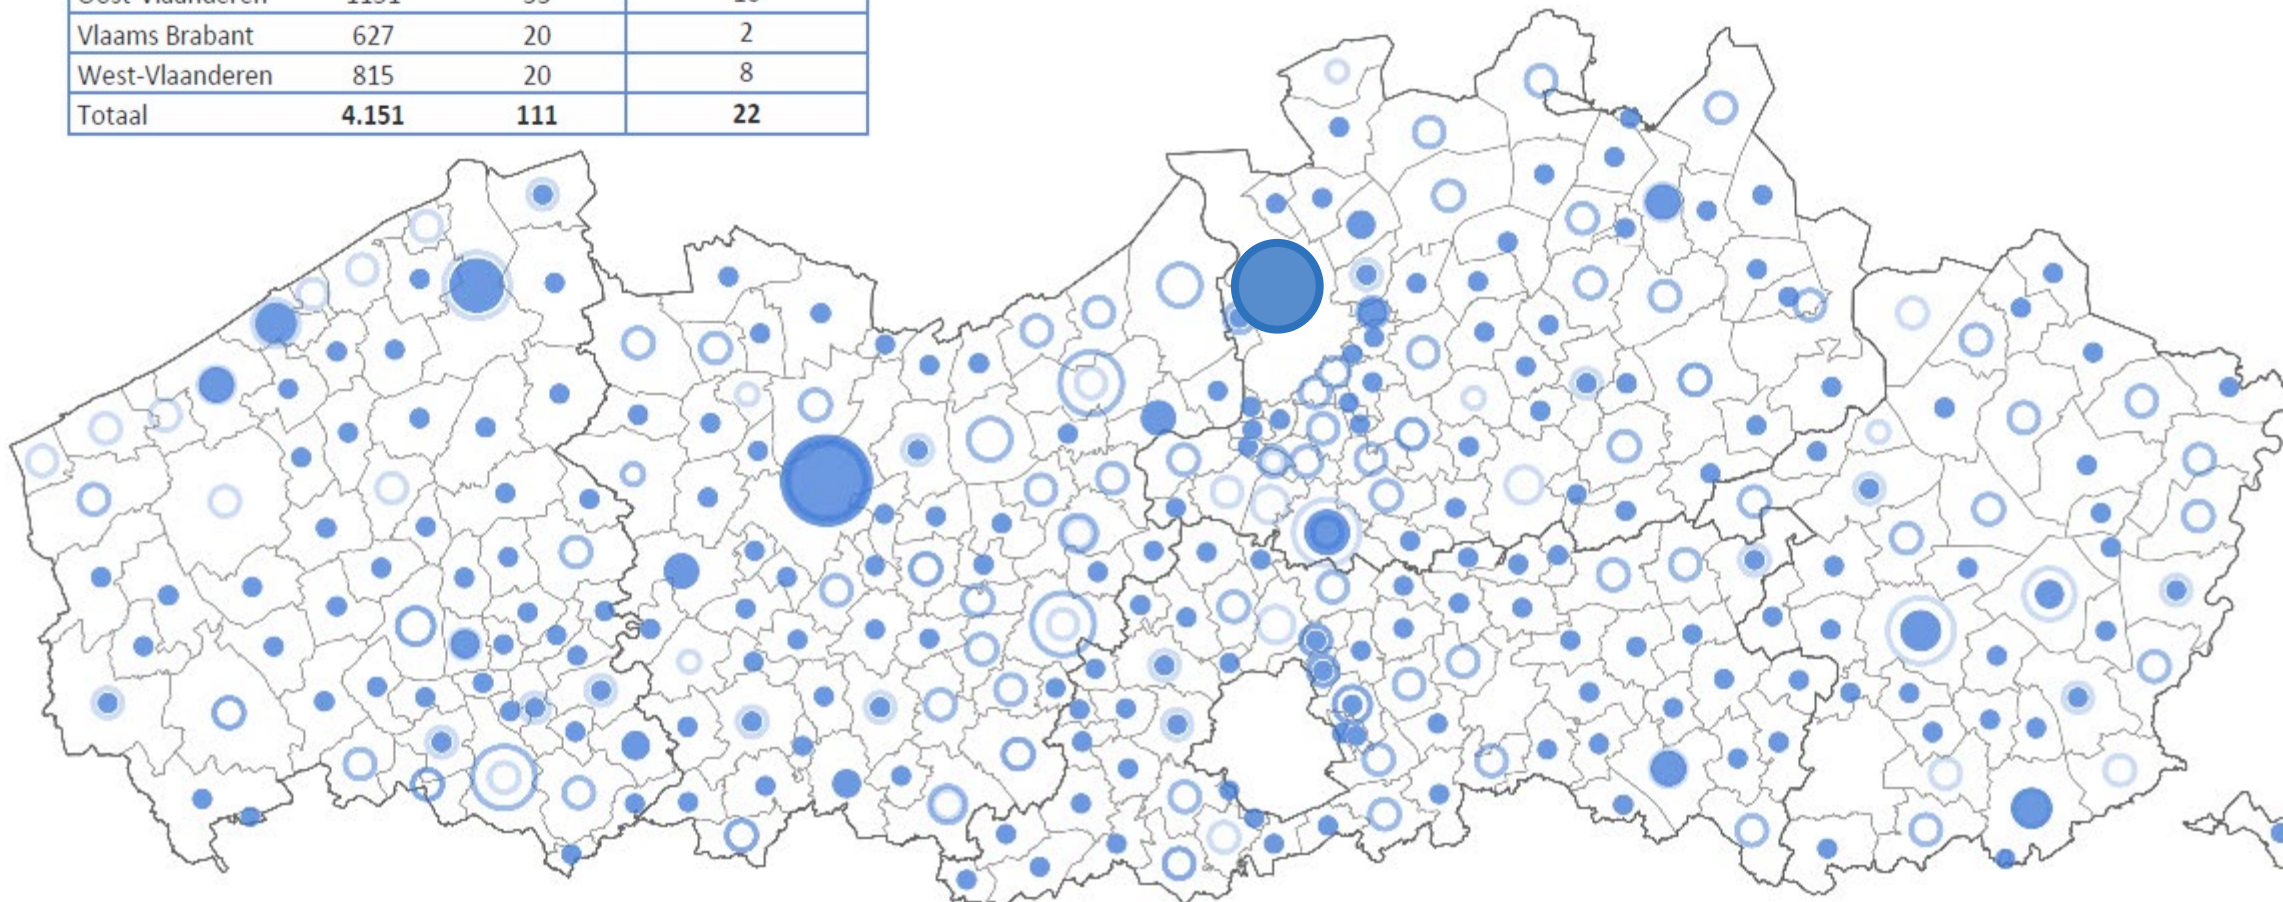 Vlaams Brabant 627 20 2
West-Vlaanderen 815 20 8
Totaal 4.151 111 22